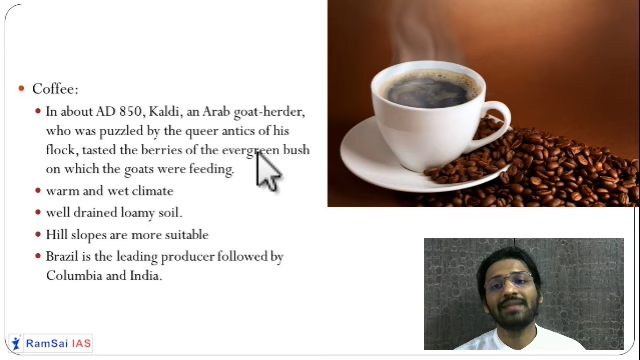 Coffee:
In about AD 850, Kaldi, an Arab goat-herder,
who was puzzled by the queer antics of his
flock, tasted the berries of the evergreen bush
on which the goats were feeding.
warm and wet climate
well drained loamy soil.
Hill slopes are more suitable
Brazil is the leading producer followed by
Columbia and India.
RamSai IAS